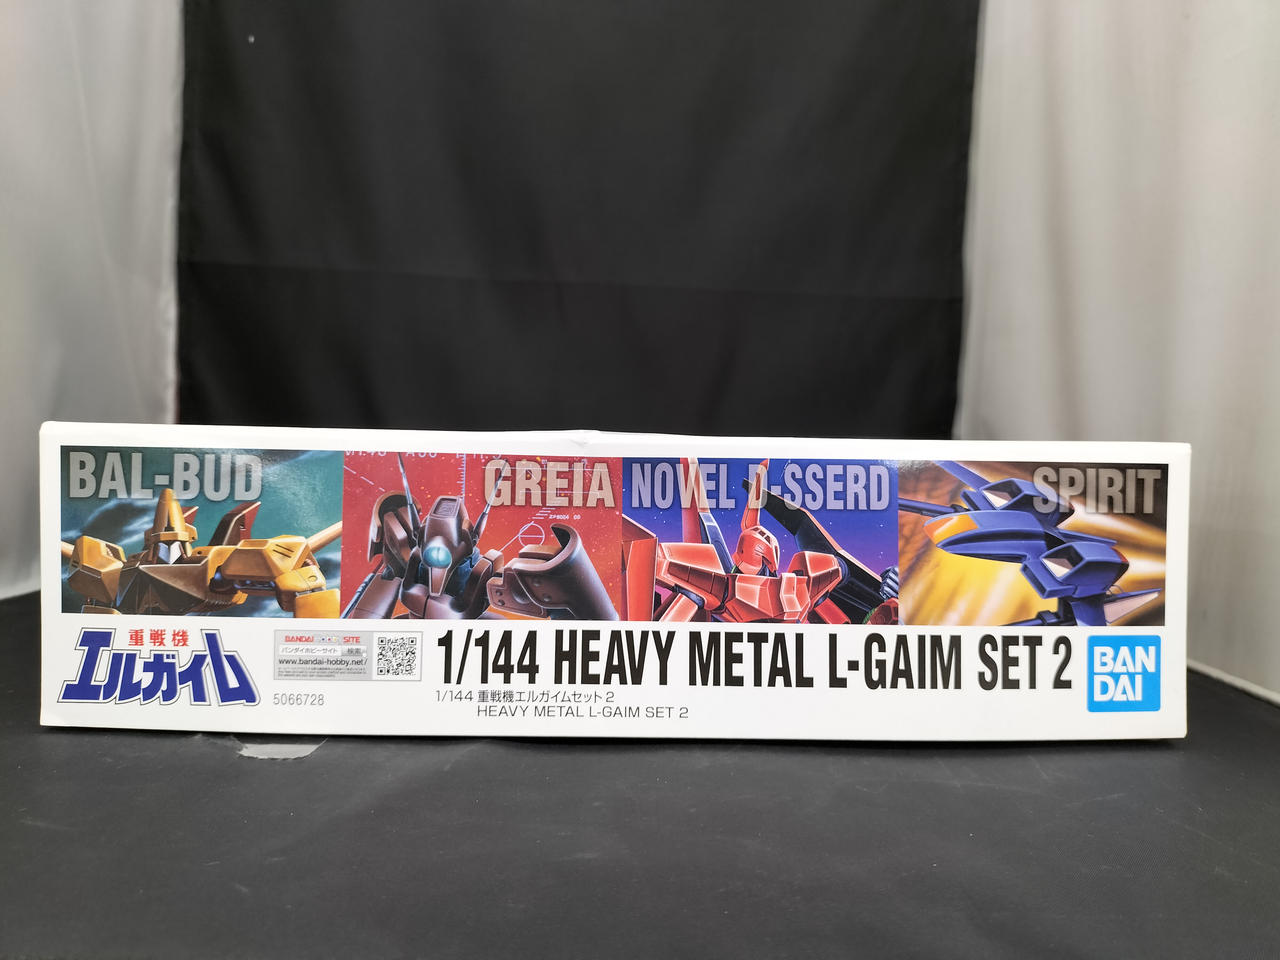 BAL-BUD
GREIA
NOVEL D-SSERD
SPIRIT
重戦機
エルガイム
BANDAI HOBBY SITE
バンダイホビーサイト 検索
www.bandai-hobby.net/
5066728
1/144 HEAVY METAL L-GAIM SET 2
1/144 重戦機エルガイムセット2
HEAVY METAL L-GAIM SET 2
BAN
DAI